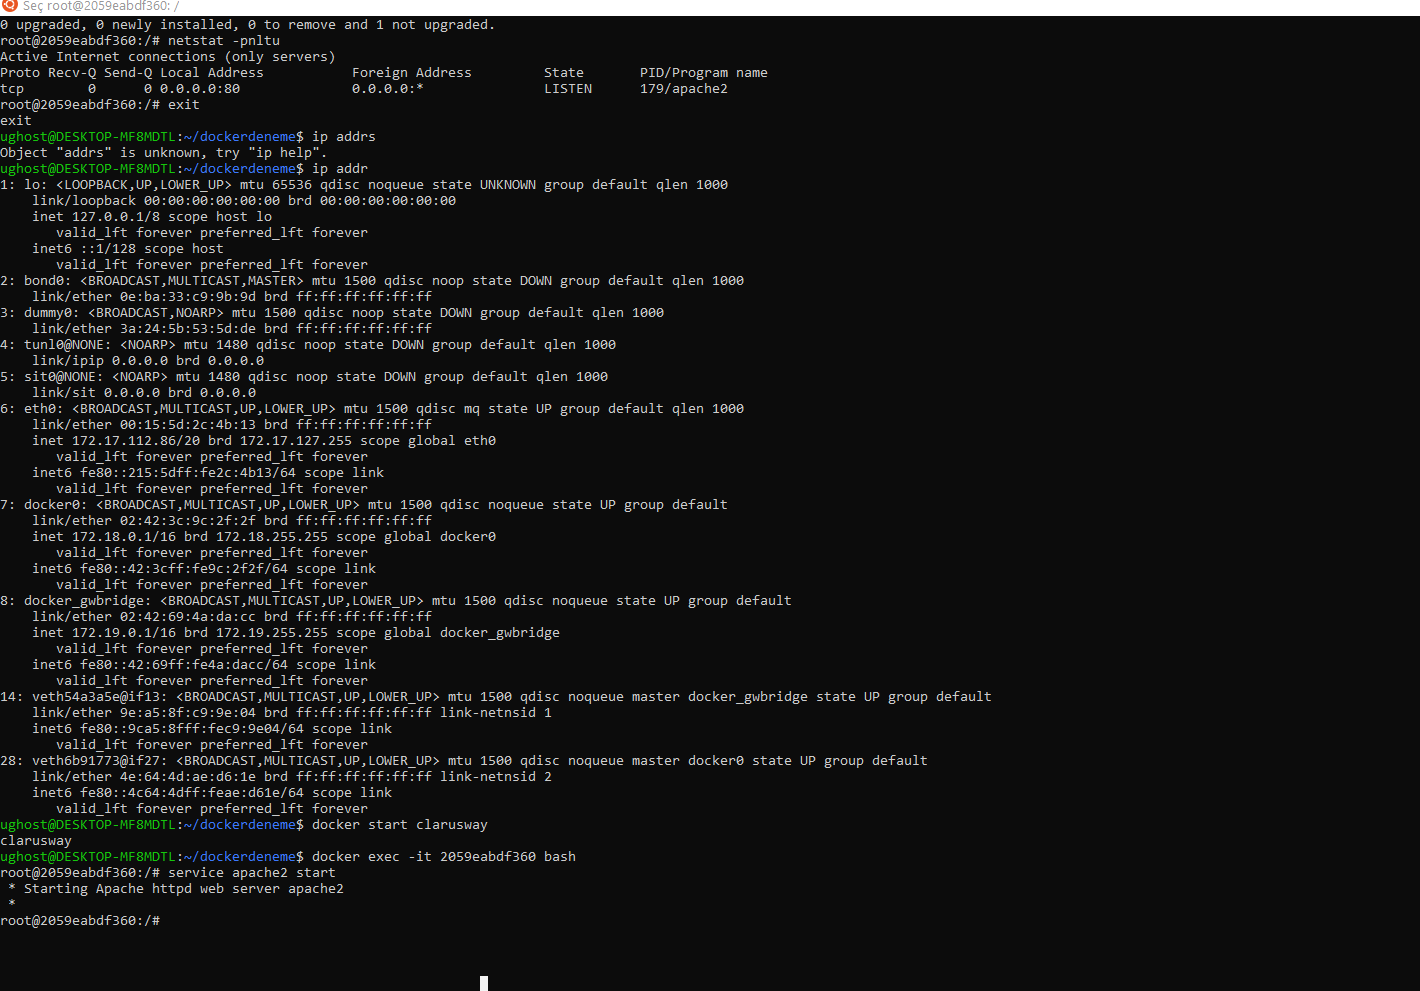 Seç root@2059eabdf360: /
0 upgraded, 0 newly installed, 0 to remove and 1 not upgraded.
root@2059eabdf360:/# netstat -pnltu
Active Internet connections (only servers)
Proto Recv-Q Send-Q Local Address           Foreign Address         State       PID/Program name
tcp        0      0 0.0.0.0:80              0.0.0.0:*               LISTEN      179/apache2
root@2059eabdf360:/# exit
exit
ughost@DESKTOP-MF8MDTL:~/dockerdeneme$ ip addrs
Object "addrs" is unknown, try "ip help".
ughost@DESKTOP-MF8MDTL:~/dockerdeneme$ ip addr
1: lo: <LOOPBACK,UP,LOWER_UP> mtu 65536 qdisc noqueue state UNKNOWN group default qlen 1000
    link/loopback 00:00:00:00:00:00 brd 00:00:00:00:00:00
    inet 127.0.0.1/8 scope host lo
       valid_lft forever preferred_lft forever
    inet6 ::1/128 scope host
       valid_lft forever preferred_lft forever
2: bond0: <BROADCAST,MULTICAST,MASTER> mtu 1500 qdisc noop state DOWN group default qlen 1000
    link/ether 0e:ba:33:c9:9b:9d brd ff:ff:ff:ff:ff:ff
3: dummy0: <BROADCAST,NOARP> mtu 1500 qdisc noop state DOWN group default qlen 1000
    link/ether 3a:24:5b:53:5d:de brd ff:ff:ff:ff:ff:ff
4: tunl0@NONE: <NOARP> mtu 1480 qdisc noop state DOWN group default qlen 1000
    link/ipip 0.0.0.0 brd 0.0.0.0
5: sit0@NONE: <NOARP> mtu 1480 qdisc noop state DOWN group default qlen 1000
    link/sit 0.0.0.0 brd 0.0.0.0
6: eth0: <BROADCAST,MULTICAST,UP,LOWER_UP> mtu 1500 qdisc mq state UP group default qlen 1000
    link/ether 00:15:5d:2c:4b:13 brd ff:ff:ff:ff:ff:ff
    inet 172.17.112.86/20 brd 172.17.127.255 scope global eth0
       valid_lft forever preferred_lft forever
    inet6 fe80::215:5dff:fe2c:4b13/64 scope link
       valid_lft forever preferred_lft forever
7: docker0: <BROADCAST,MULTICAST,UP,LOWER_UP> mtu 1500 qdisc noqueue state UP group default
    link/ether 02:42:3c:9c:2f:2f brd ff:ff:ff:ff:ff:ff
    inet 172.18.0.1/16 brd 172.18.255.255 scope global docker0
       valid_lft forever preferred_lft forever
    inet6 fe80::42:3cff:fe9c:2f2f/64 scope link
       valid_lft forever preferred_lft forever
8: docker_gwbridge: <BROADCAST,MULTICAST,UP,LOWER_UP> mtu 1500 qdisc noqueue state UP group default
    link/ether 02:42:69:4a:da:cc brd ff:ff:ff:ff:ff:ff
    inet 172.19.0.1/16 brd 172.19.255.255 scope global docker_gwbridge
       valid_lft forever preferred_lft forever
    inet6 fe80::42:69ff:fe4a:dacc/64 scope link
       valid_lft forever preferred_lft forever
14: veth54a3a5e@if13: <BROADCAST,MULTICAST,UP,LOWER_UP> mtu 1500 qdisc noqueue master docker_gwbridge state UP group default
    link/ether 9e:a5:8f:c9:9e:04 brd ff:ff:ff:ff:ff:ff link-netnsid 1
    inet6 fe80::9ca5:8fff:fec9:9e04/64 scope link
       valid_lft forever preferred_lft forever
28: veth6b91773@if27: <BROADCAST,MULTICAST,UP,LOWER_UP> mtu 1500 qdisc noqueue master docker0 state UP group default
    link/ether 4e:64:4d:ae:d6:1e brd ff:ff:ff:ff:ff:ff link-netnsid 2
    inet6 fe80::4c64:4dff:feae:d61e/64 scope link
       valid_lft forever preferred_lft forever
ughost@DESKTOP-MF8MDTL:~/dockerdeneme$ docker start clarusway
clarusway
ughost@DESKTOP-MF8MDTL:~/dockerdeneme$ docker exec -it 2059eabdf360 bash
root@2059eabdf360:/# service apache2 start
 * Starting Apache httpd web server apache2
 *
root@2059eabdf360:/#